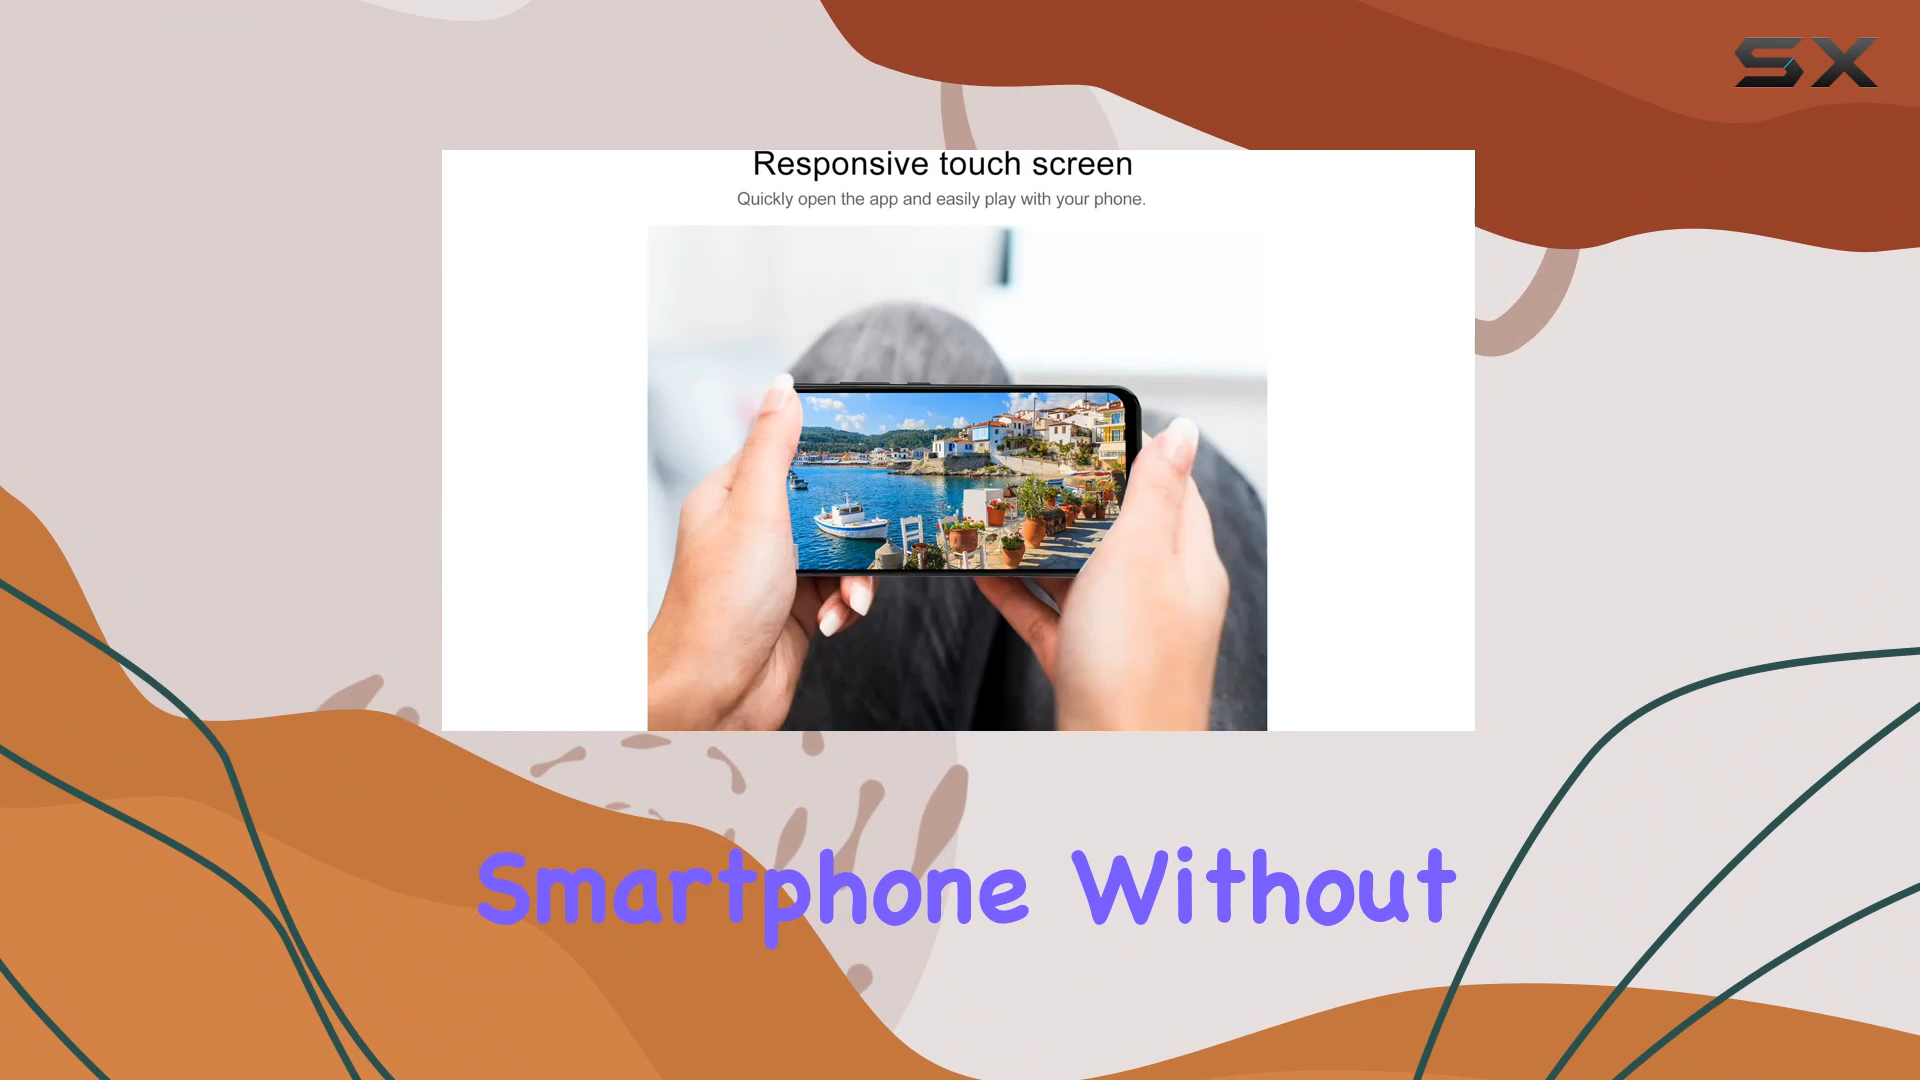 SX
Responsive touch screen
Quickly open the app and easily play with your phone.
Smartphone Without